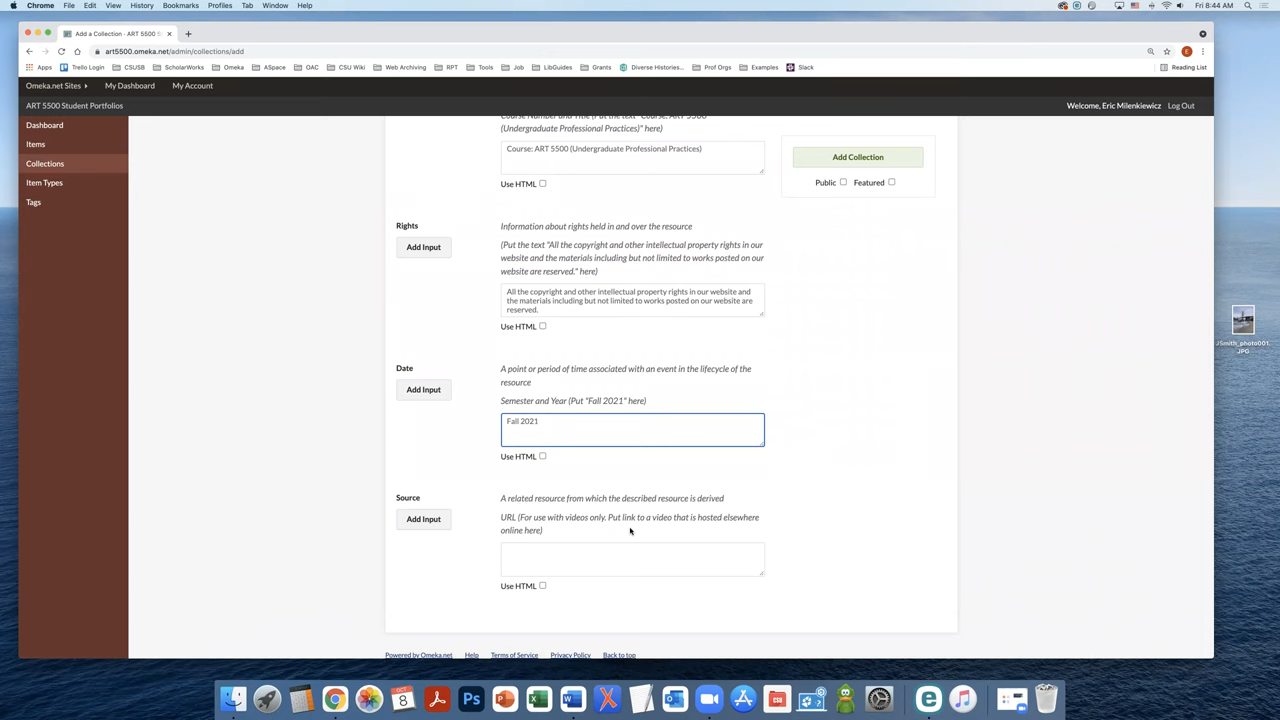 Chrome File Edit View History Bookmarks Profiles Tab Window Help Fri 8:44 AM
Add a Collection · ART 5500 S
art5500.omeka.net/admin/collections/add
Apps Trello Login CSUSB ScholarWorks Omeka ASpace OAC CSU Wiki Web Archiving RPT Tools Job LibGuides Grants Diverse Histories... Prof Orgs Examples Slack Reading List
Omeka.net Sites My Dashboard My Account
ART 5500 Student Portfolios Welcome, Eric Milenkiewicz Log Out
Dashboard
Items
Collections
Item Types
Tags
Course Number and Title (Put the text "Course: ART 5500
(Undergraduate Professional Practices)" here)
Course: ART 5500 (Undergraduate Professional Practices)
Use HTML
Add Collection
Public Featured
Rights
Add Input
Information about rights held in and over the resource
(Put the text "All the copyright and other intellectual property rights in our
website and the materials including but not limited to works posted on our
website are reserved." here)
All the copyright and other intellectual property rights in our website and
the materials including but not limited to works posted on our website are
reserved.
Use HTML
Date
Add Input
A point or period of time associated with an event in the lifecycle of the
resource
Semester and Year (Put "Fall 2021" here)
Fall 2021
Use HTML
Source
Add Input
A related resource from which the described resource is derived
URL (For use with videos only. Put link to a video that is hosted elsewhere
online here)
Use HTML
Powered by Omeka.net Help Terms of Service Privacy Policy Back to top
JSmith_photo001.
JPG